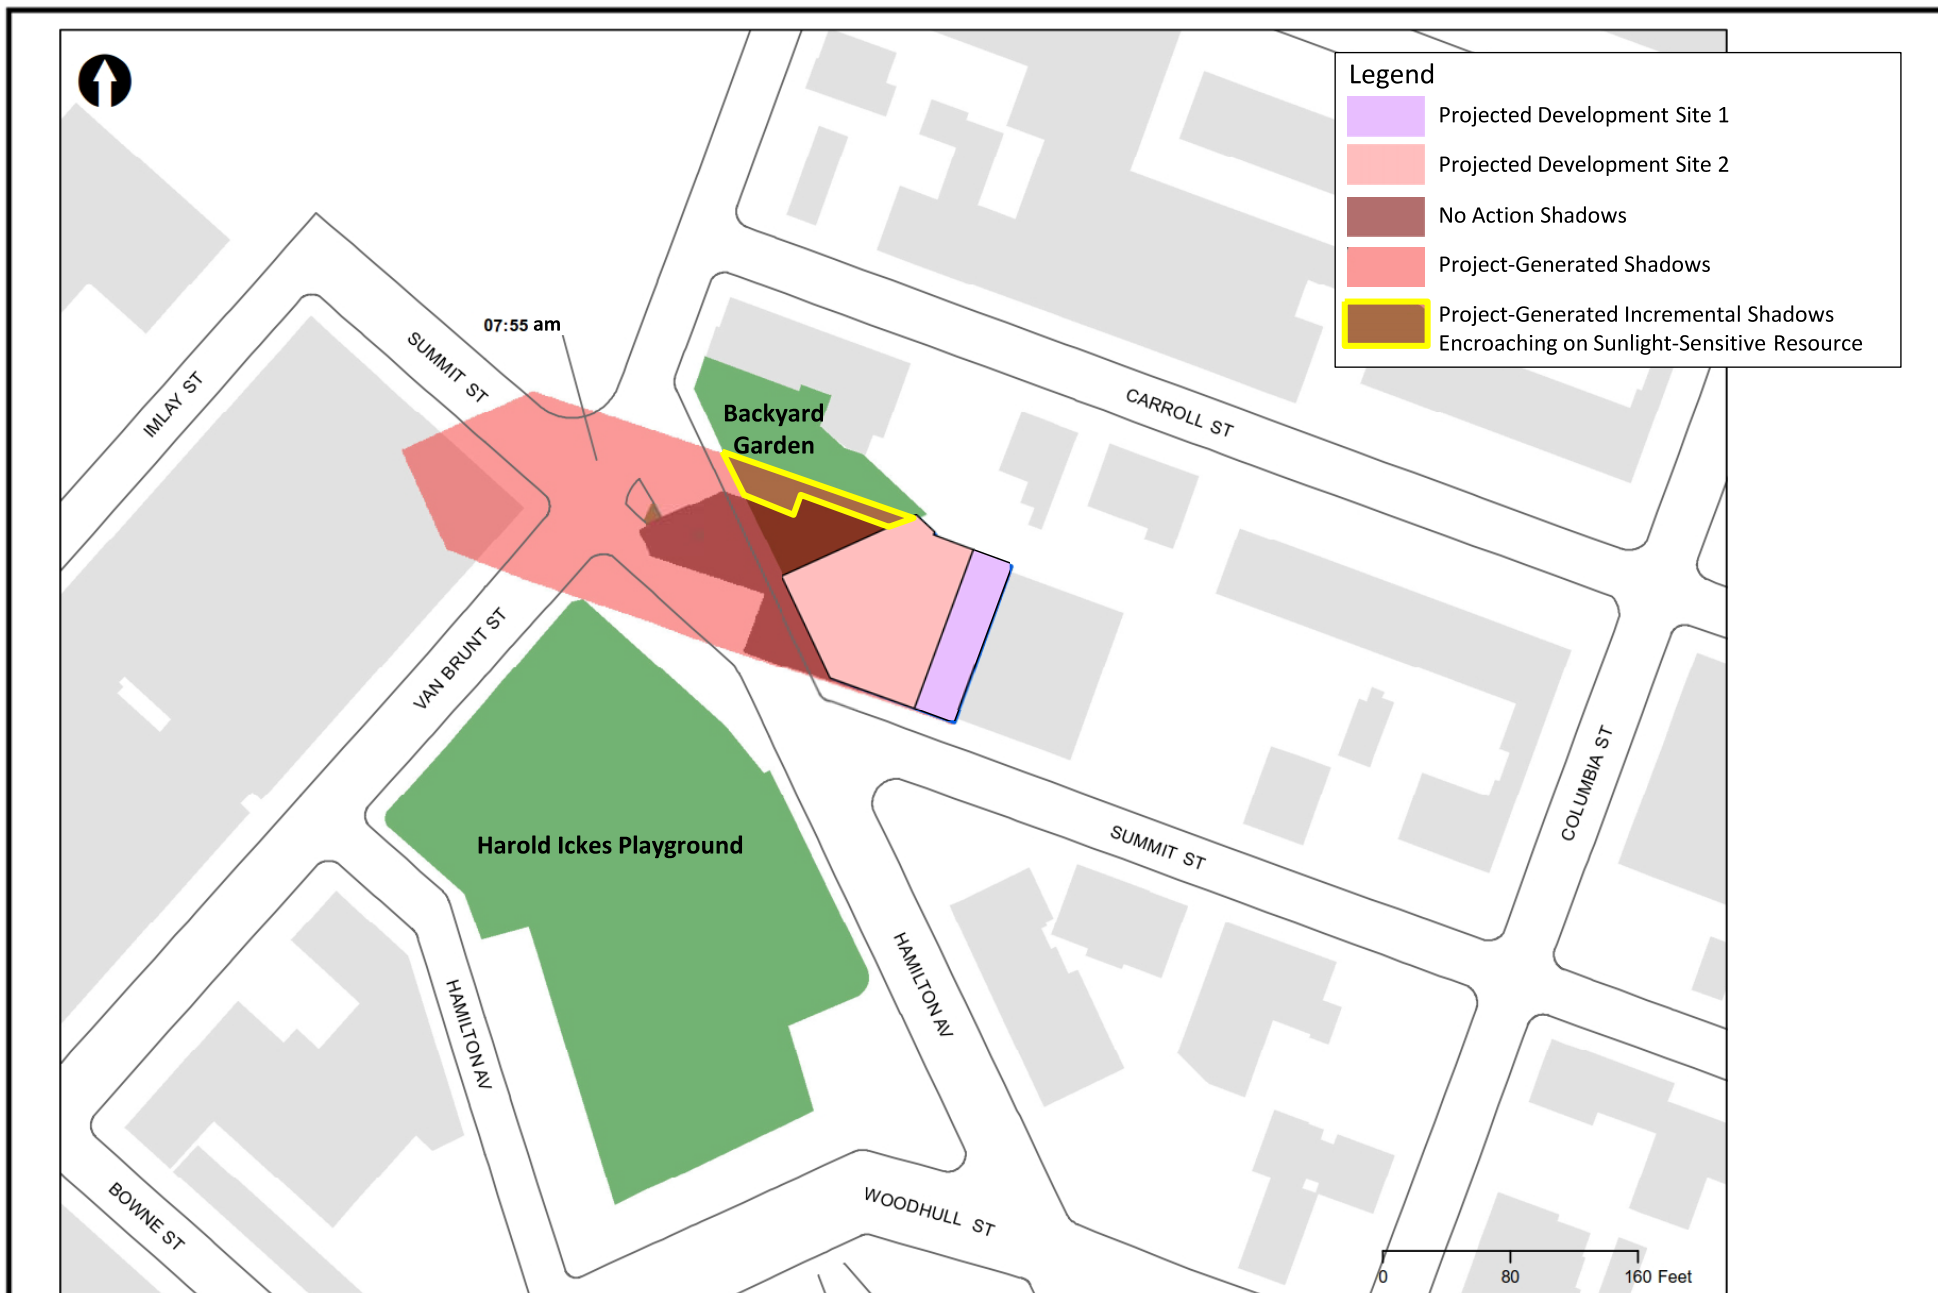 Legend
Projected Development Site 1
Projected Development Site 2
No Action Shadows
Project-Generated Shadows
Project-Generated Incremental Shadows
Encroaching on Sunlight-Sensitive Resource
07:55 am
SUMMIT ST
IMLAY ST
CARROLL ST
Backyard
Garden
VAN BRUNT ST
COLUMBIA ST
Harold Ickes Playground
SUMMIT ST
HAMILTON AV
HAMILTON AV
BOWNE ST
WOODHULL ST
0 80 160 Feet